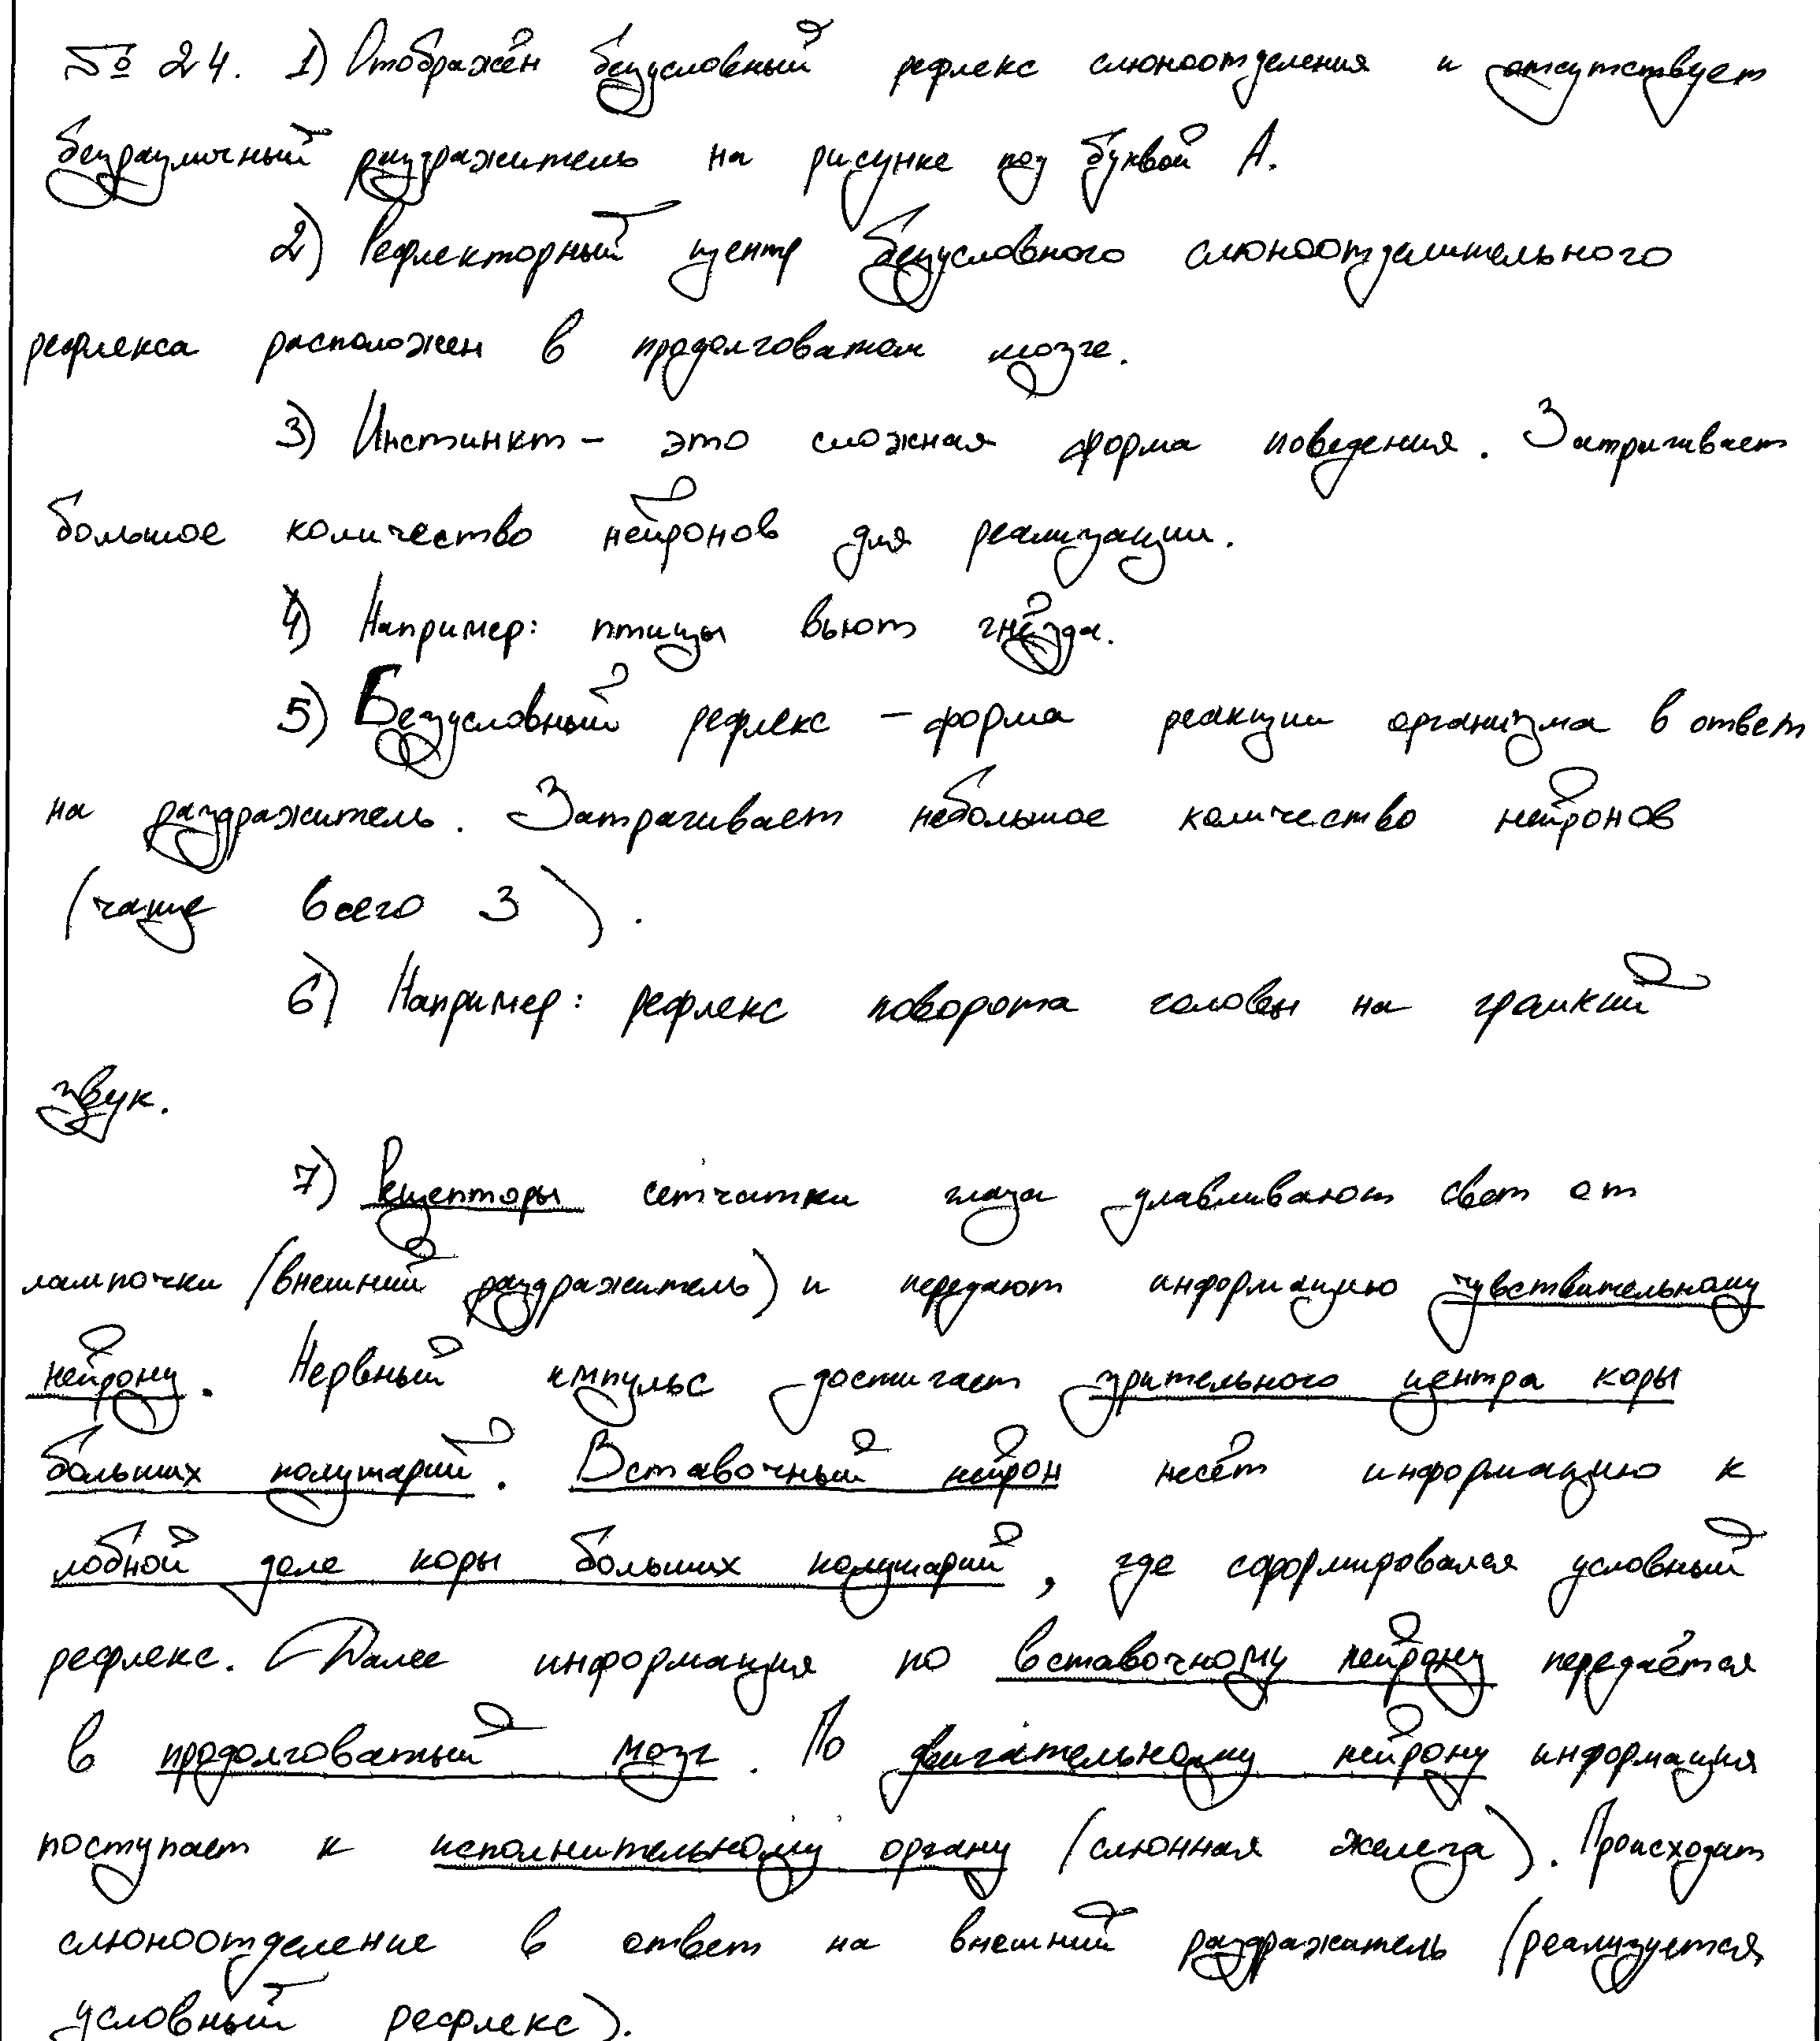 № 24. 1) Отображён безусловный рефлекс слюноотделения и отсутствует
безразличный раздражитель на рисунке под буквой А.
2) Рефлекторный центр безусловного слюноотделительного
рефлекса расположен в продолговатом мозге.
3) Инстинкт – это сложная форма поведения. Затрагивает
большое количество нейронов для реализации.
4) Например: птицы вьют гнёзда.
5) Безусловный рефлекс – форма реакции организма в ответ
на раздражитель. Затрагивает небольшое количество нейронов
(чаще всего 3).
6) Например: рефлекс поворота головы на громкий
звук.
7) Рецепторы сетчатки глаза улавливают свет от
лампочки (внешний раздражитель) и передают информацию чувствительному
нейрону. Нервный импульс достигает зрительного центра коры
больших полушарий. Вставочный нейрон несёт информацию к
лобной доле коры больших полушарий, где сформировался условный
рефлекс. Далее информация по вставочному нейрону передаётся
в продолговатый мозг. По двигательному нейрону информация
поступает к исполнительному органу (слюнная железа). Происходит
слюноотделение в ответ на внешний раздражитель (реализуется
условный рефлекс).